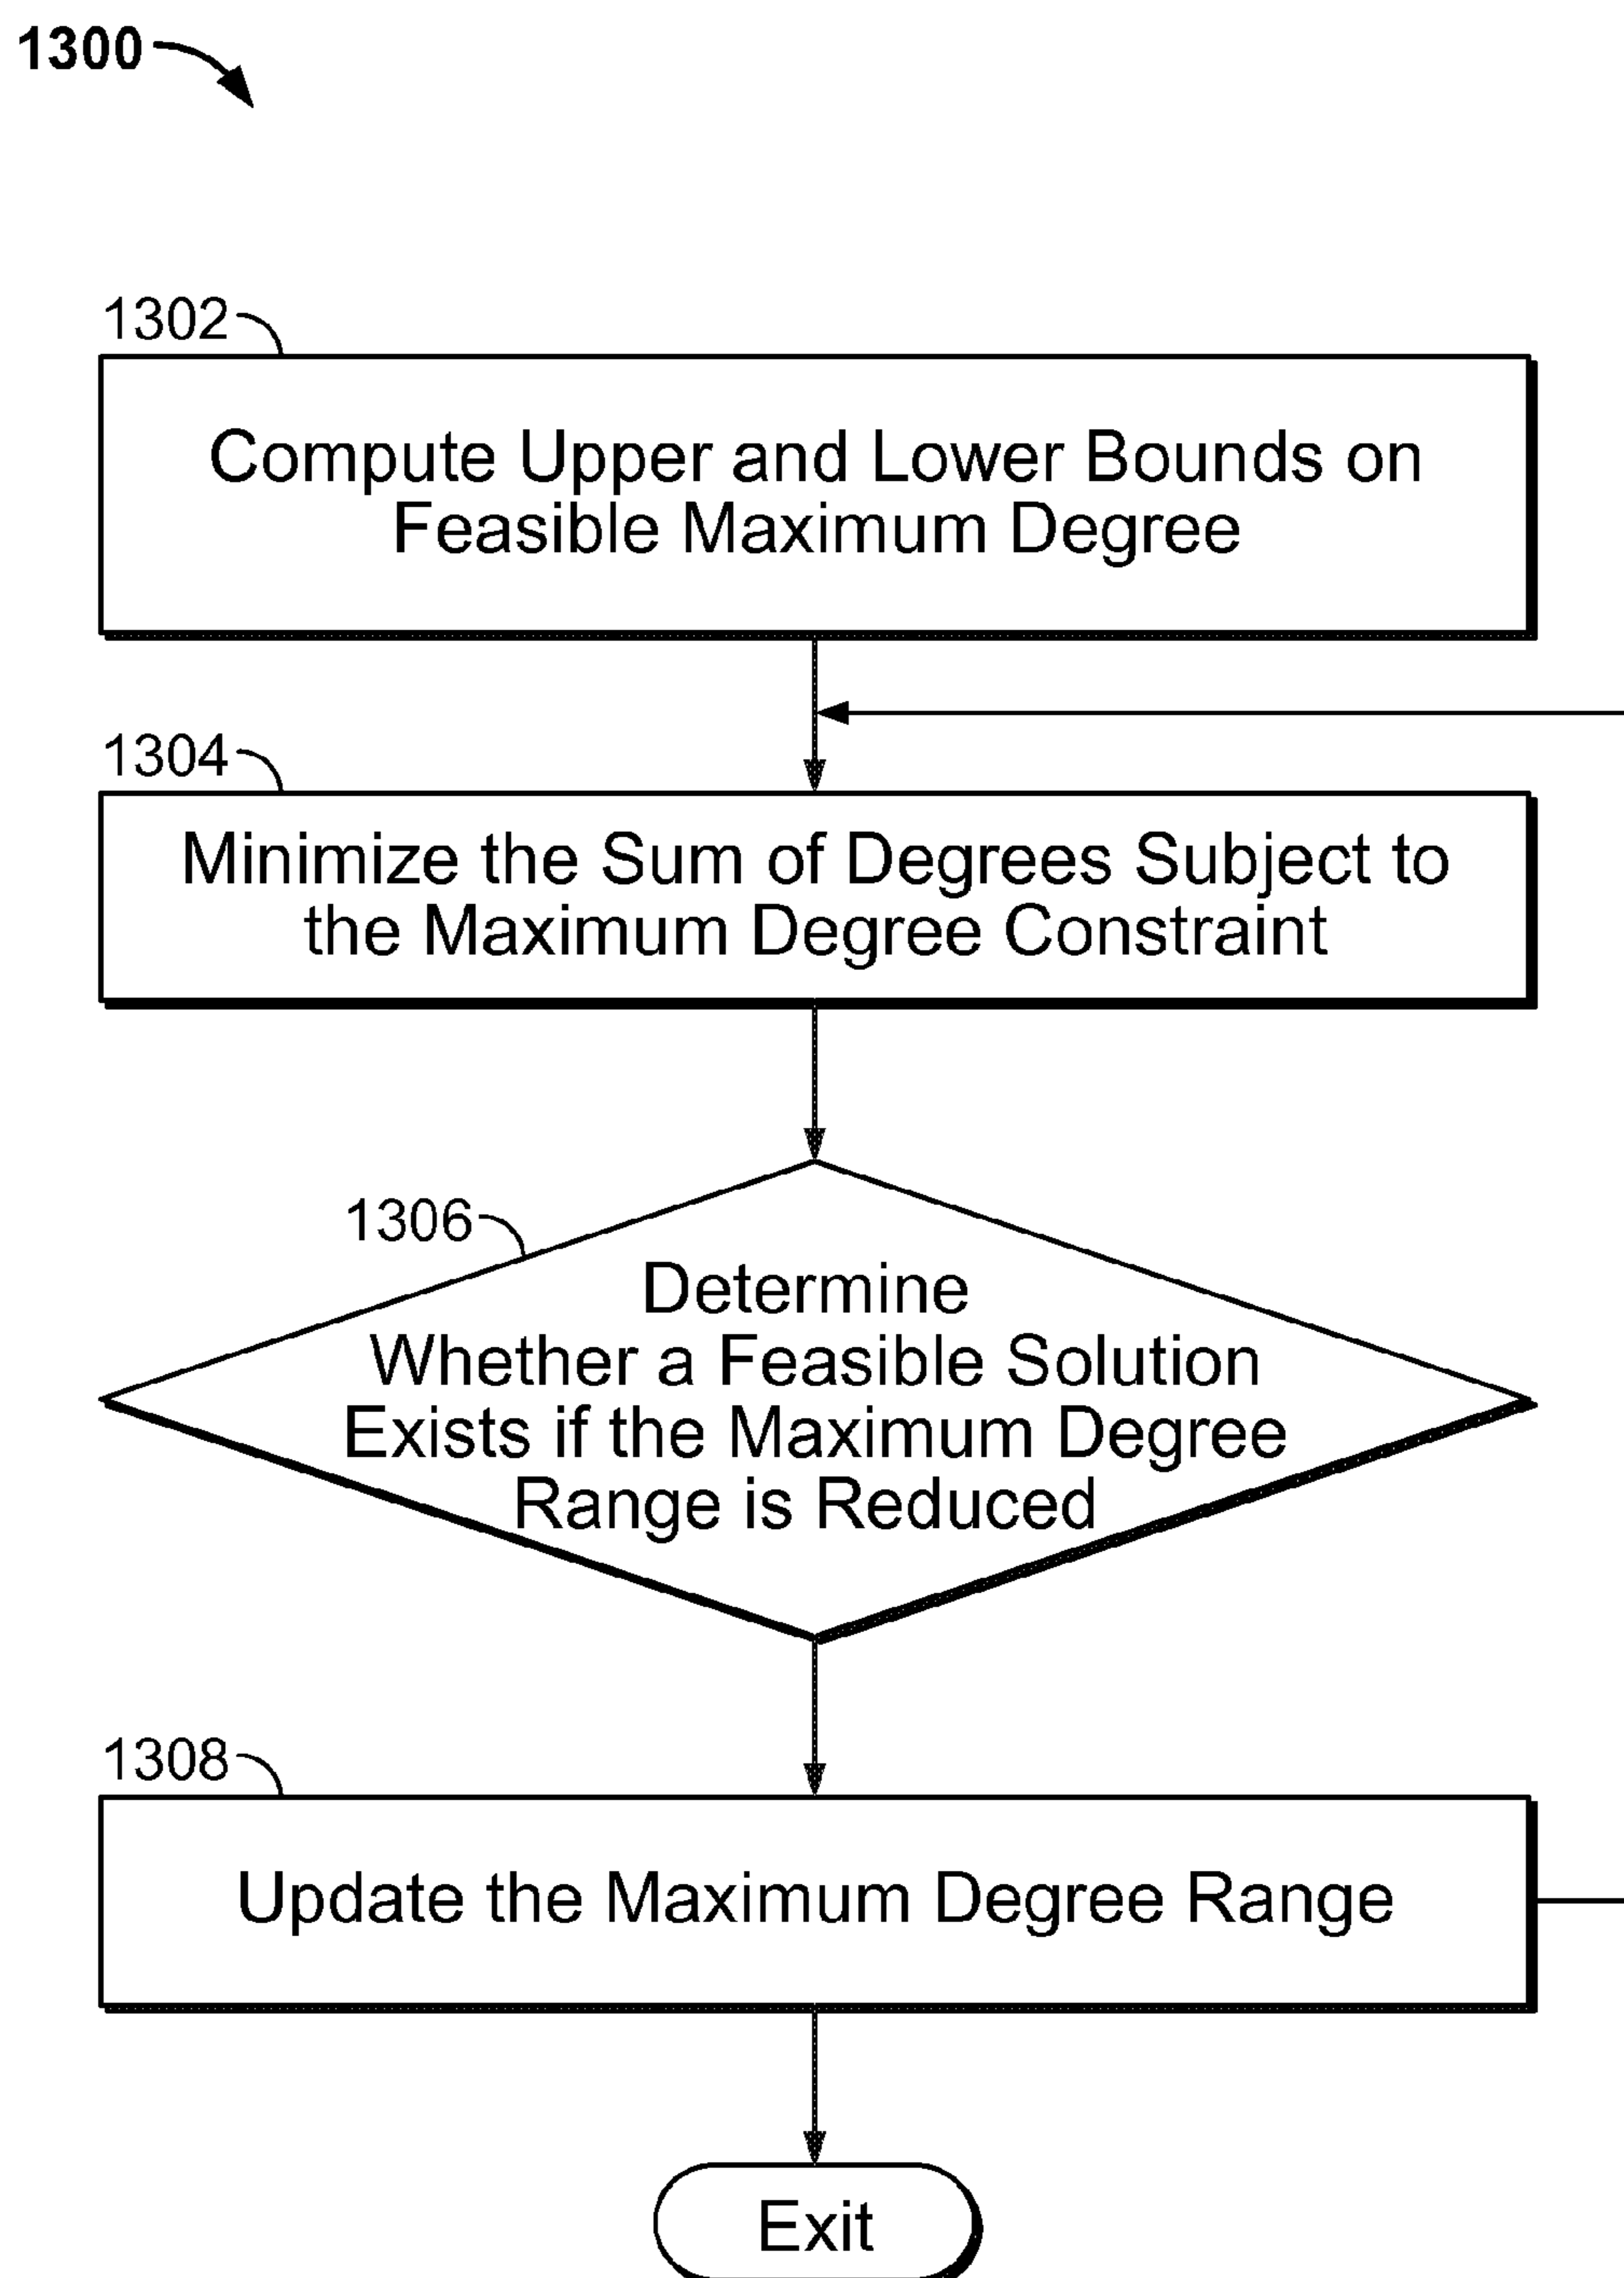 1300
1302
Compute Upper and Lower Bounds on
Feasible Maximum Degree
1304
Minimize the Sum of Degrees Subject to
the Maximum Degree Constraint
1306
Determine
Whether a Feasible Solution
Exists if the Maximum Degree
Range is Reduced
1308
Update the Maximum Degree Range
Exit